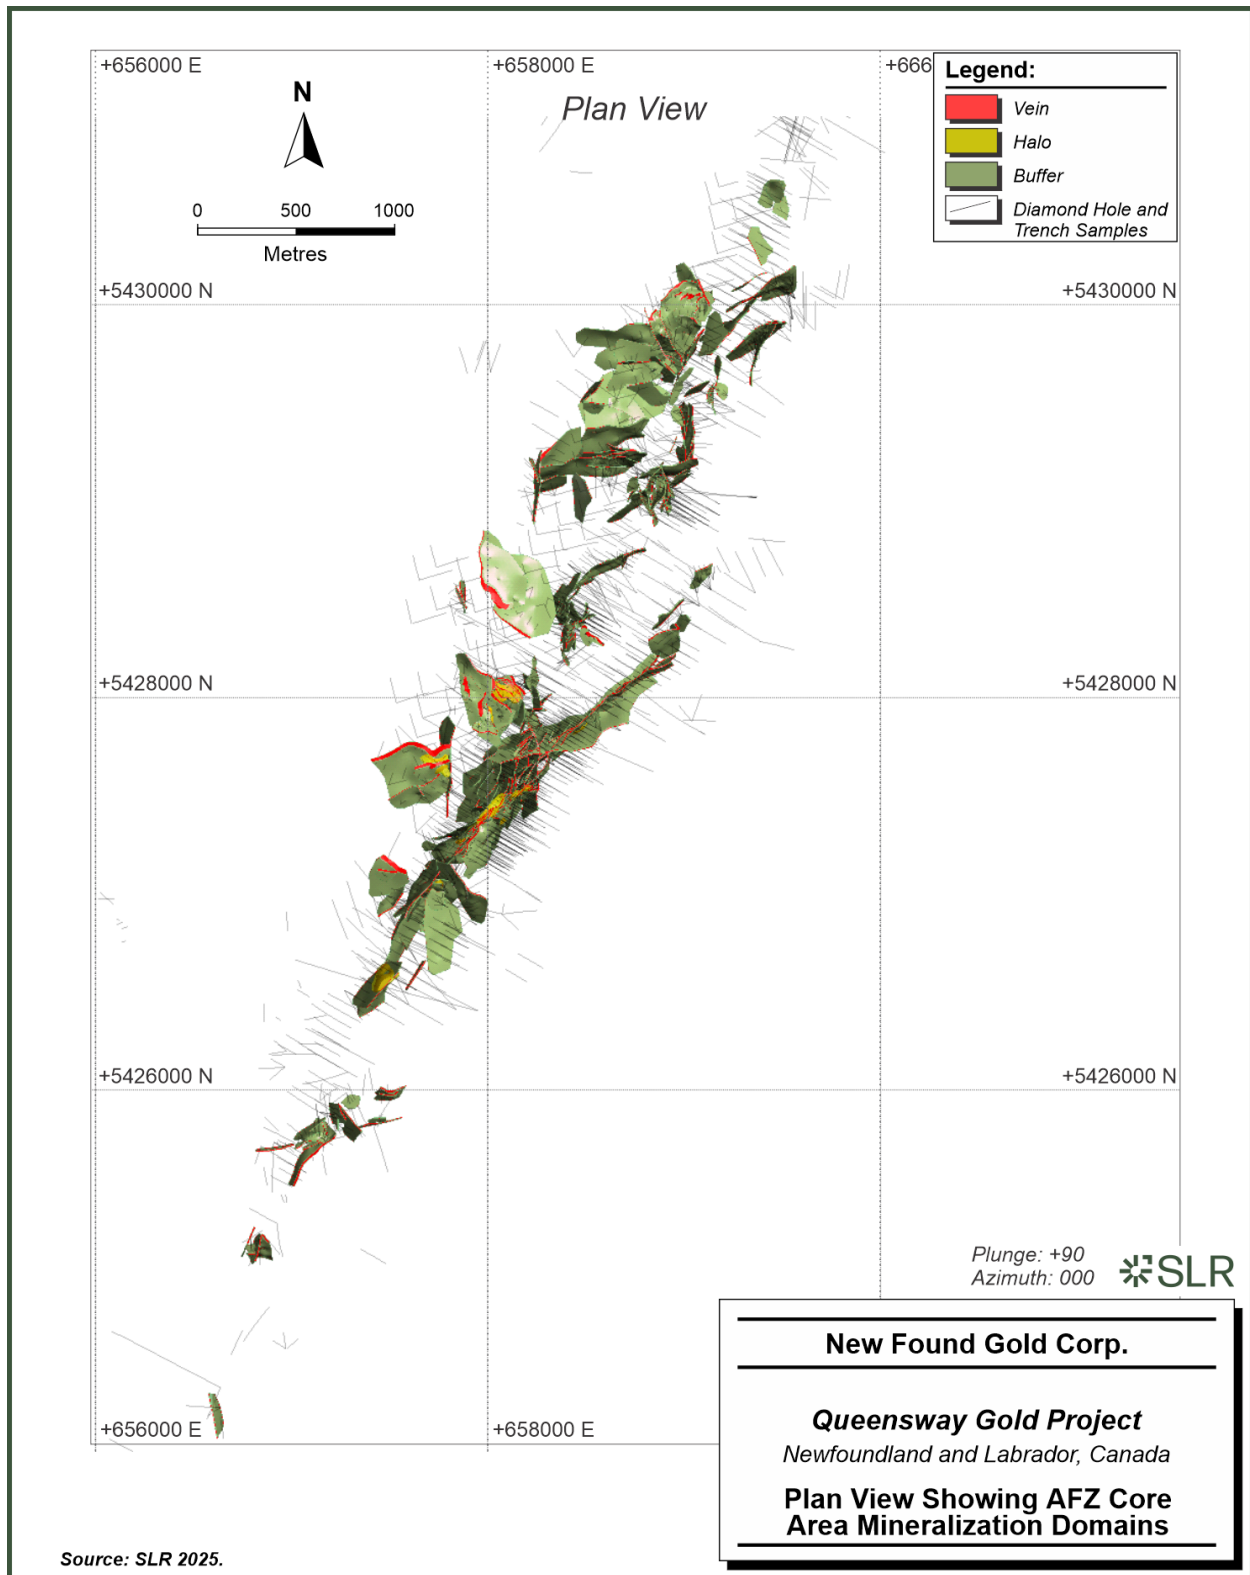 +656000 E
+658000 E
+666
Legend:
Vein
Halo
Buffer
Diamond Hole and
Trench Samples
N
Plan View
0 500 1000
Metres
+5430000 N
+5430000 N
+5428000 N
+5428000 N
+5426000 N
+5426000 N
Plunge: +90
Azimuth: 000
SLR
+656000 E
+658000 E
New Found Gold Corp.
Queensway Gold Project
Newfoundland and Labrador, Canada
Plan View Showing AFZ Core
Area Mineralization Domains
Source: SLR 2025.